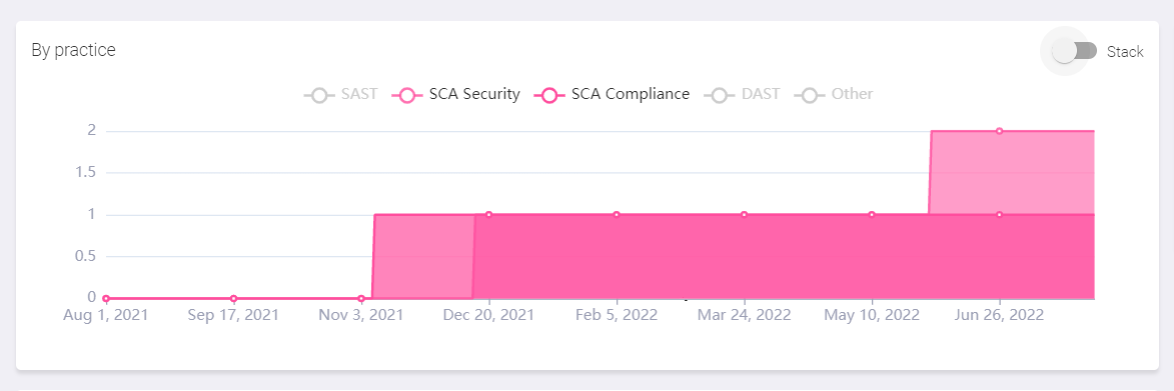 By practice
Stack
SAST SCA Security SCA Compliance DAST Other
2
1.5
1
0.5
0
Aug 1, 2021 Sep 17, 2021 Nov 3, 2021 Dec 20, 2021 Feb 5, 2022 Mar 24, 2022 May 10, 2022 Jun 26, 2022